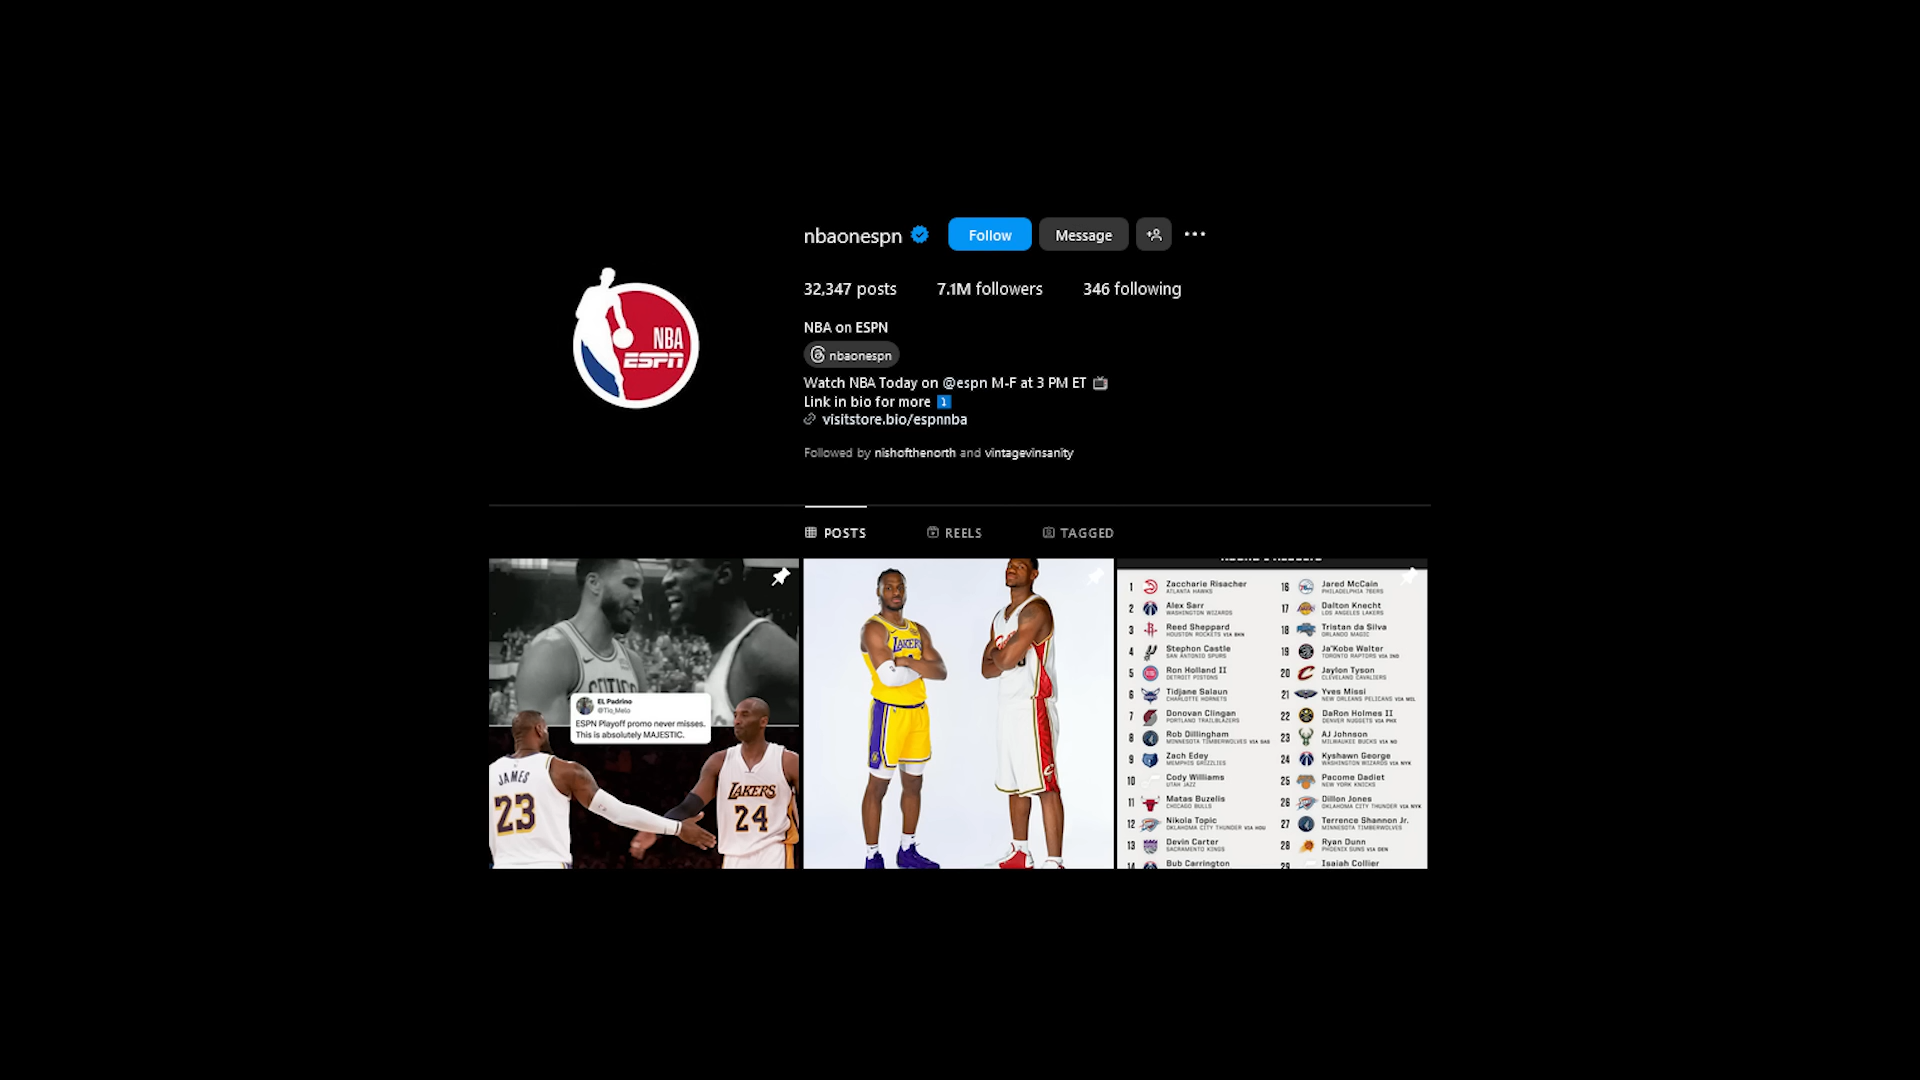 nbaonespn
Follow
Message
32,347 posts
7.1M followers
346 following
NBA on ESPN
nbaonespn
Watch NBA Today on @espn M-F at 3 PM ET
Link in bio for more
visitstore.bio/espnnba
Followed by nishofthenorth and vintagevinsanity
NBA
ESPN
POSTS
REELS
TAGGED
CELTICS
EL Padrino
@Tio_Melo
ESPN Playoff promo never misses.
This is absolutely MAJESTIC.
JAMES
23
LAKERS
24
LAKERS
1 Zaccharie Risacher
ATLANTA HAWKS
2 Alex Sarr
WASHINGTON WIZARDS
3 Reed Sheppard
HOUSTON ROCKETS VIA BKN
4 Stephon Castle
SAN ANTONIO SPURS
5 Ron Holland II
DETROIT PISTONS
6 Tidjane Salaun
CHARLOTTE HORNETS
7 Donovan Clingan
PORTLAND TRAILBLAZERS
8 Rob Dillingham
MINNESOTA TIMBERWOLVES VIA SAS
9 Zach Edey
MEMPHIS GRIZZLIES
10 Cody Williams
UTAH JAZZ
11 Matas Buzelis
CHICAGO BULLS
12 Nikola Topic
OKLAHOMA CITY THUNDER VIA HOU
13 Devin Carter
SACRAMENTO KINGS
14 Bub Carrington
16 Jared McCain
PHILADELPHIA 76ERS
17 Dalton Knecht
LOS ANGELES LAKERS
18 Tristan da Silva
ORLANDO MAGIC
19 Ja'Kobe Walter
TORONTO RAPTORS VIA IND
20 Jaylon Tyson
CLEVELAND CAVALIERS
21 Yves Missi
NEW ORLEANS PELICANS VIA MIL
22 DaRon Holmes II
DENVER NUGGETS VIA PHX
23 AJ Johnson
MILWAUKEE BUCKS VIA NO
24 Kyshawn George
WASHINGTON WIZARDS VIA NYK
25 Pacome Dadiet
NEW YORK KNICKS
26 Dillon Jones
OKLAHOMA CITY THUNDER VIA NYK
27 Terrence Shannon Jr.
MINNESOTA TIMBERWOLVES
28 Ryan Dunn
PHOENIX SUNS VIA DEN
29 Isaiah Collier